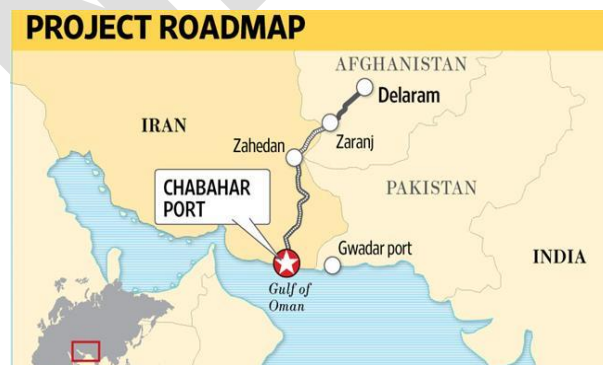 PROJECT ROADMAP
AFGHANISTAN
Delaram
IRAN
Zaranj
Zahedan
CHABAHAR
PORT
PAKISTAN
Gwadar port
INDIA
Gulf of
Oman